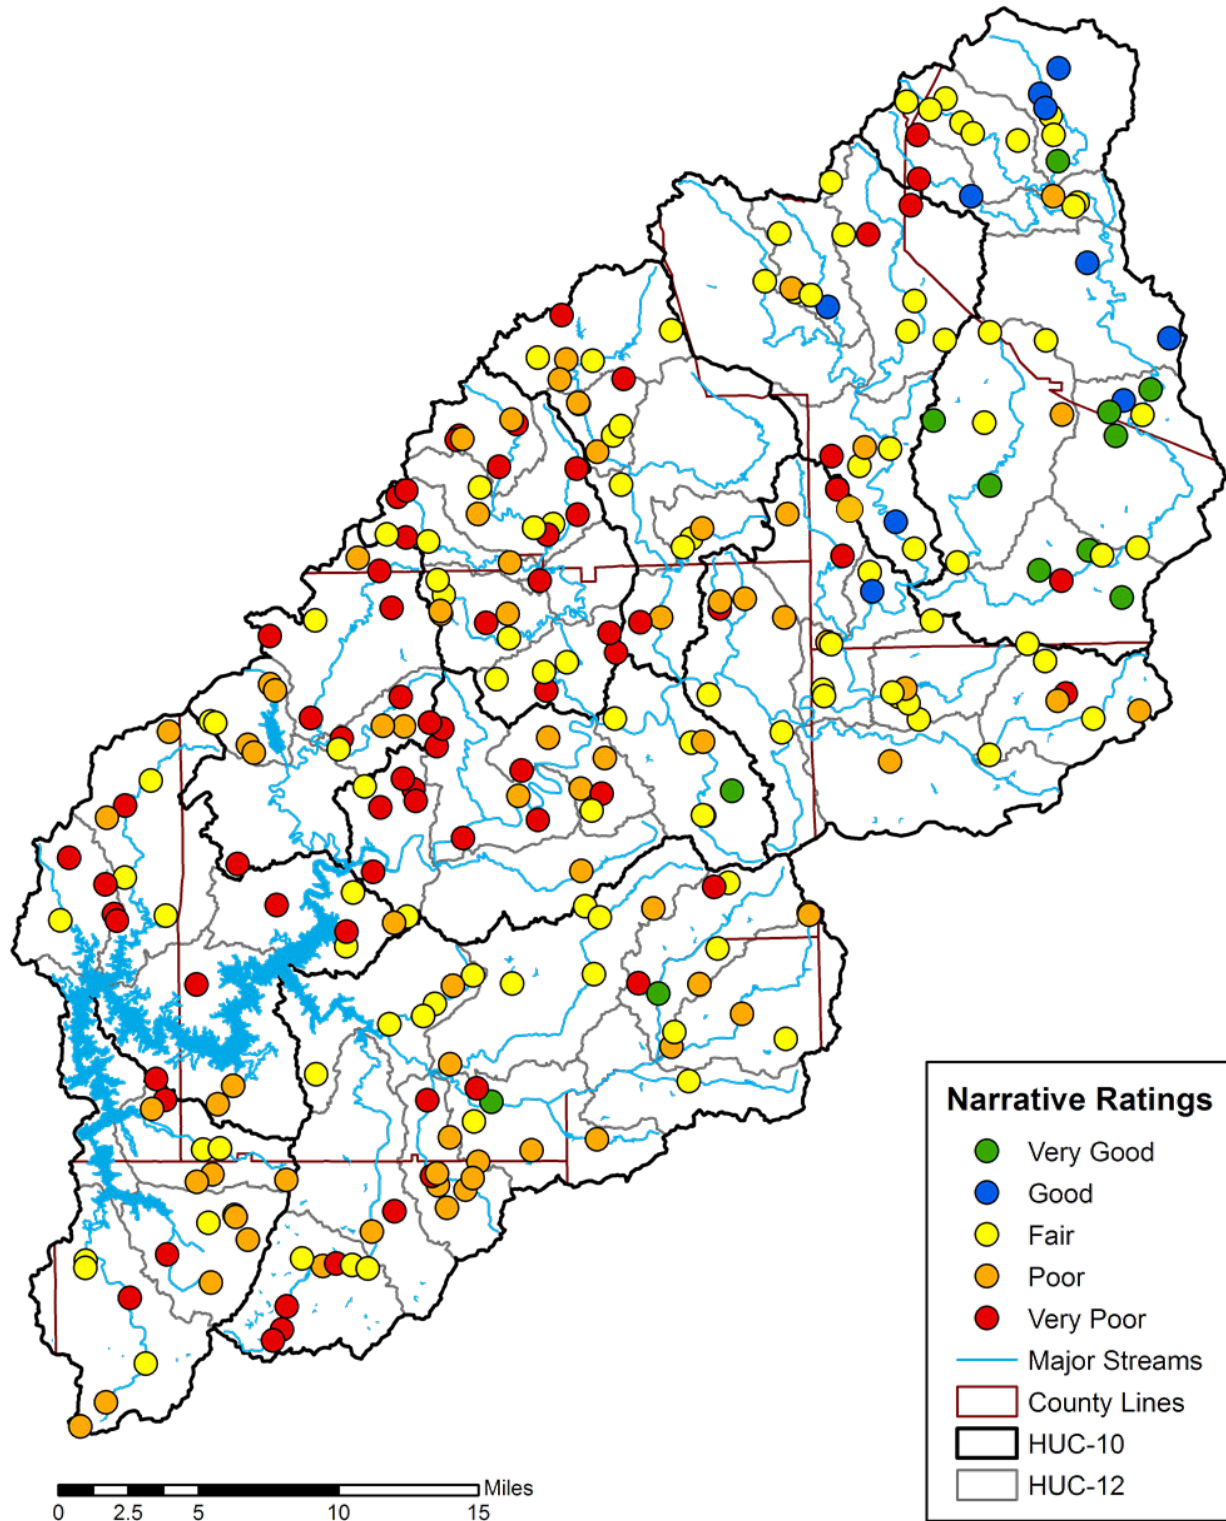 Narrative Ratings
Very Good
Good
Fair
Poor
Very Poor
Major Streams
County Lines
HUC-10
HUC-12
Miles
0 2.5 5 10 15